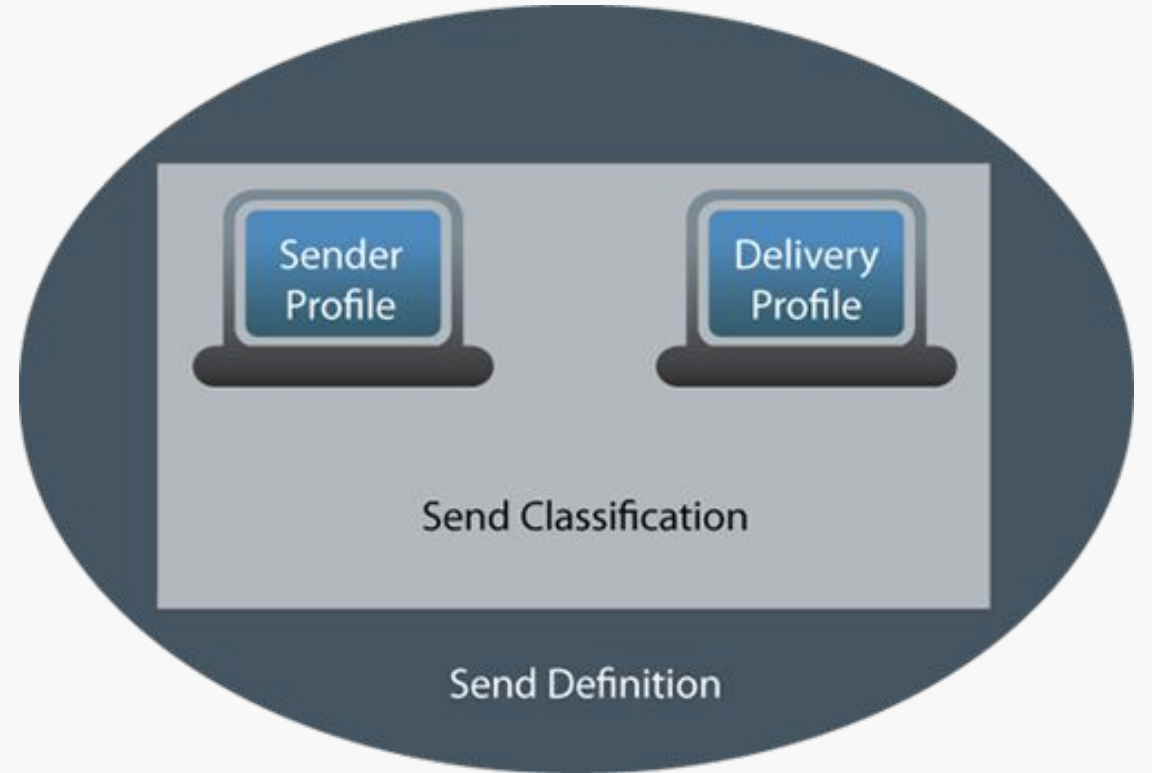 Sender
Profile
Delivery
Profile
Send Classification
Send Definition